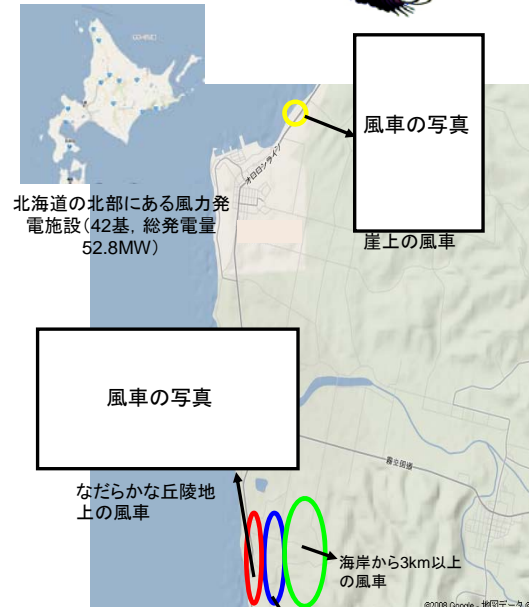 風車の写真
オロロンライン
北海道の北部にある風力発
電施設(42基, 総発電量
52.8MW)
崖上の風車
風車の写真
なだらかな丘陵地
上の風車
海岸から3km以上
の風車
©2008 Google - 地図データ ©